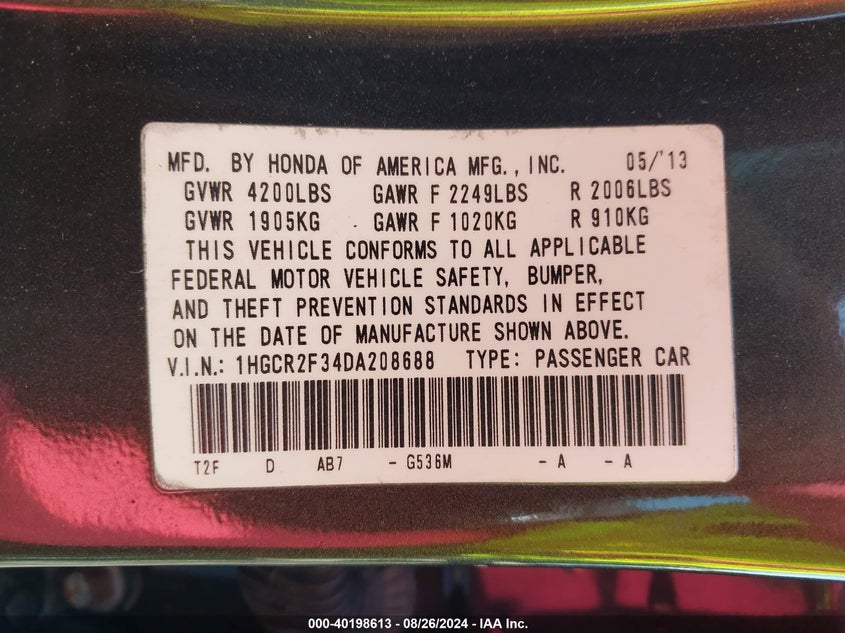 MFD. BY HONDA OF AMERICA MFG., INC. 05/'13
GVWR 4200LBS GAWR F 2249LBS R 2006LBS
GVWR 1905KG GAWR F 1020KG R 910KG
THIS VEHICLE CONFORMS TO ALL APPLICABLE
FEDERAL MOTOR VEHICLE SAFETY, BUMPER,
AND THEFT PREVENTION STANDARDS IN EFFECT
ON THE DATE OF MANUFACTURE SHOWN ABOVE.
V.I.N.: 1HGCR2F34DA208688 TYPE: PASSENGER CAR
T2F D AB7 - G536M - A - A
000-40198613 - 08/26/2024 - IAA Inc.